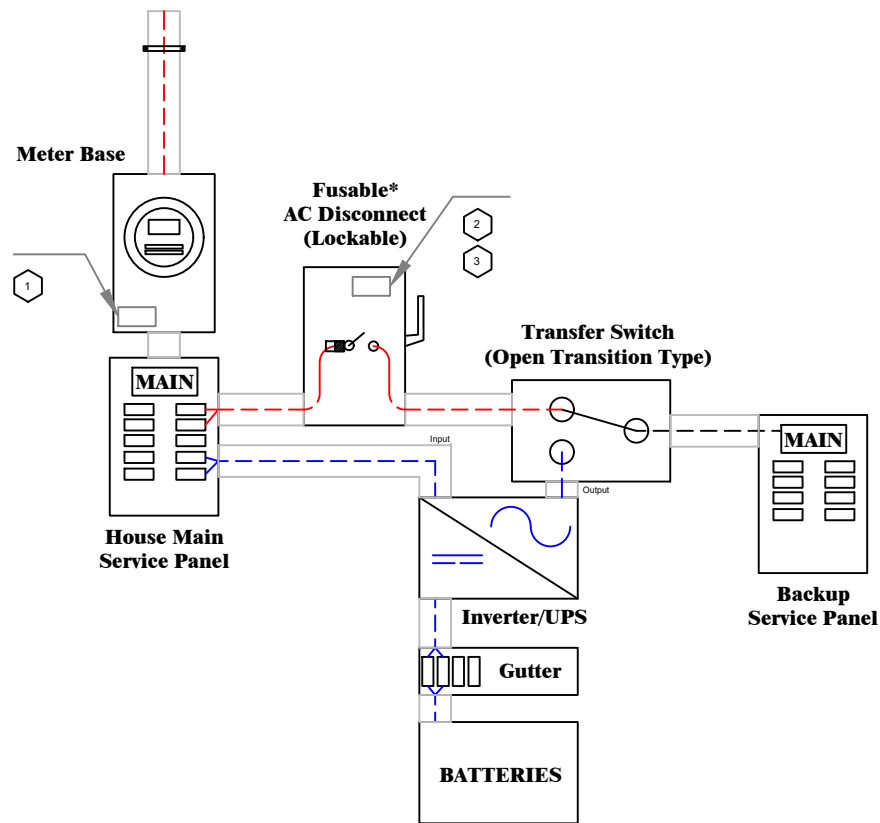 Meter Base
Fusable*
AC Disconnect
(Lockable)
2
3
1
Transfer Switch
(Open Transition Type)
MAIN
MAIN
Input
Output
House Main
Service Panel
Inverter/UPS
Backup
Service Panel
Gutter
BATTERIES